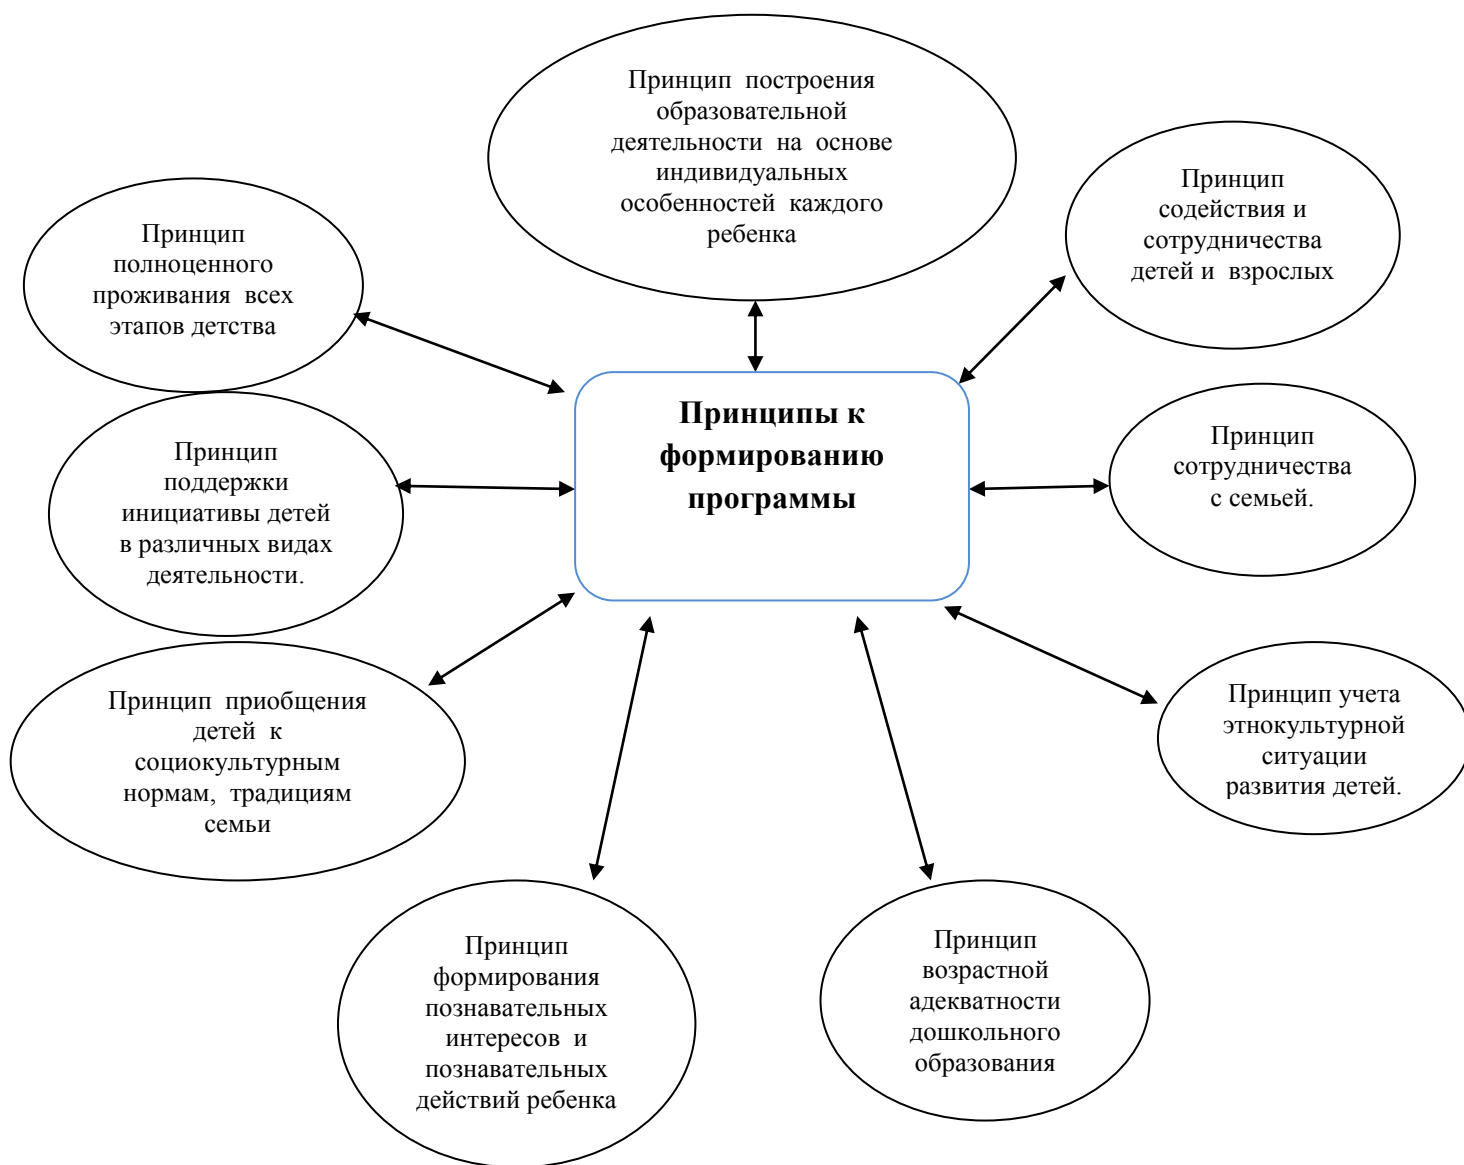 Принцип построения
образовательной
деятельности на основе
индивидуальных
особенностей каждого
ребенка
Принцип
содействия и
сотрудничества
детей и взрослых
Принцип
полноценного
проживания всех
этапов детства
Принципы к
формированию
программы
Принцип
сотрудничества
с семьей.
Принцип
поддержки
инициативы детей
в различных видах
деятельности.
Принцип приобщения
детей к
социокультурным
нормам, традициям
семьи
Принцип учета
этнокультурной
ситуации
развития детей.
Принцип
формирования
познавательных
интересов и
познавательных
действий ребенка
Принцип
возрастной
адекватности
дошкольного
образования